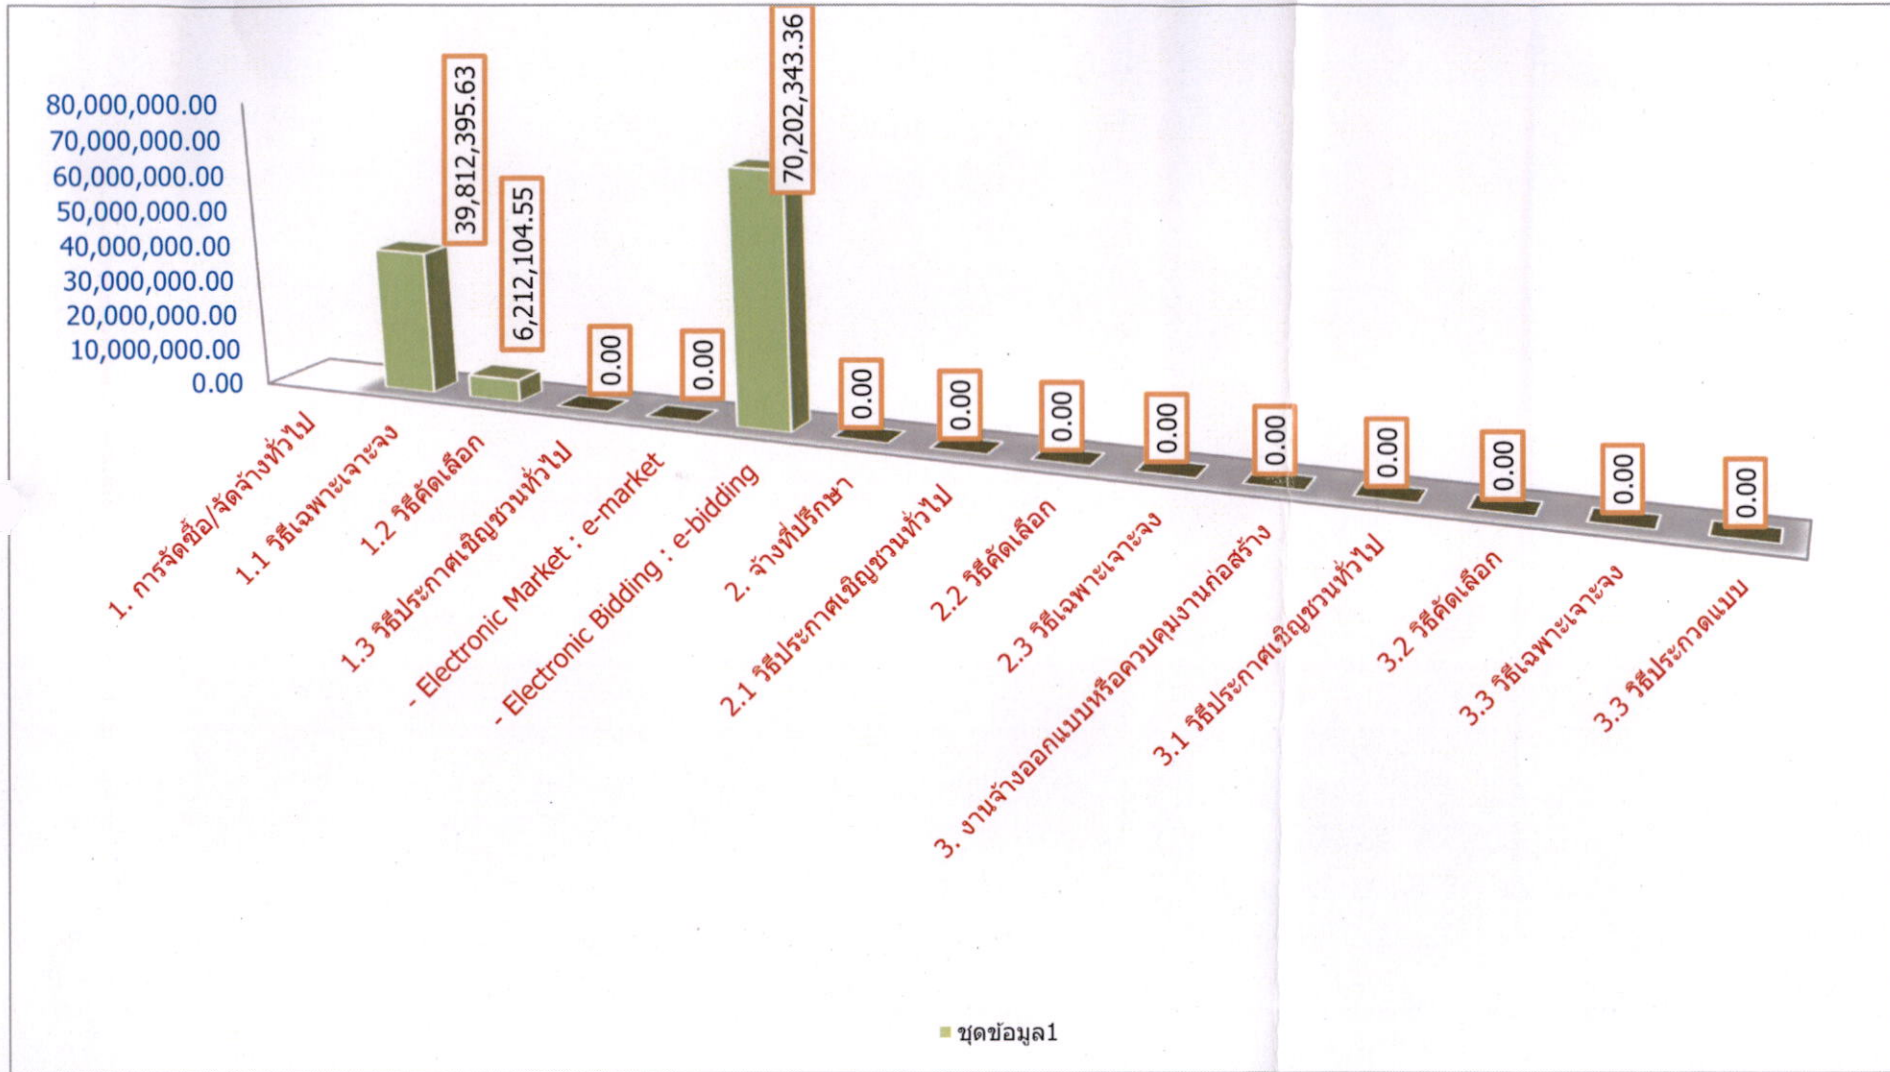 80,000,000.00
70,000,000.00
60,000,000.00
50,000,000.00
40,000,000.00
30,000,000.00
20,000,000.00
10,000,000.00
0.00
39,812,395.63
6,212,104.55
0.00
0.00
70,202,343.36
0.00
0.00
0.00
0.00
0.00
0.00
0.00
0.00
0.00
1. การจัดซื้อ/จัดจ้างทั่วไป
1.1 วิธีเฉพาะเจาะจง
1.2 วิธีคัดเลือก
1.3 วิธีประกาศเชิญชวนทั่วไป
- Electronic Market : e-market
- Electronic Bidding : e-bidding
2. จ้างที่ปรึกษา
2.1 วิธีประกาศเชิญชวนทั่วไป
2.2 วิธีคัดเลือก
2.3 วิธีเฉพาะเจาะจง
3. งานจ้างออกแบบหรือควบคุมงานก่อสร้าง
3.1 วิธีประกาศเชิญชวนทั่วไป
3.2 วิธีคัดเลือก
3.3 วิธีเฉพาะเจาะจง
3.3 วิธีประกวดแบบ
ชุดข้อมูล1